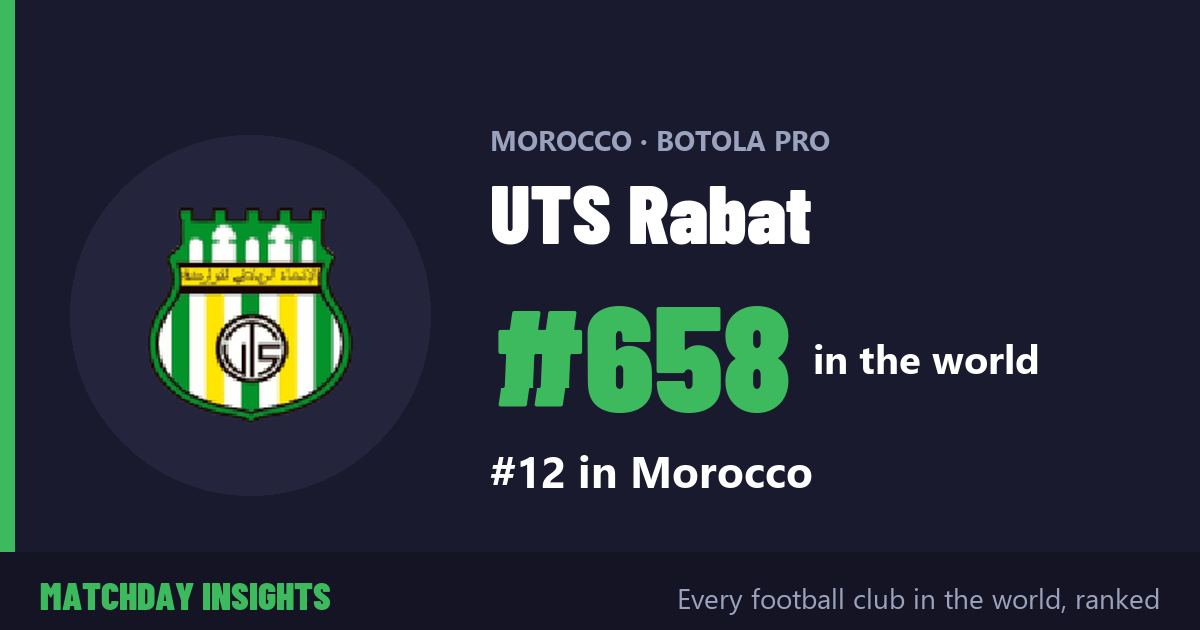 MOROCCO · BOTOLA PRO
UTS Rabat
#658 in the world
#12 in Morocco
UTS
MATCHDAY INSIGHTS
Every football club in the world, ranked